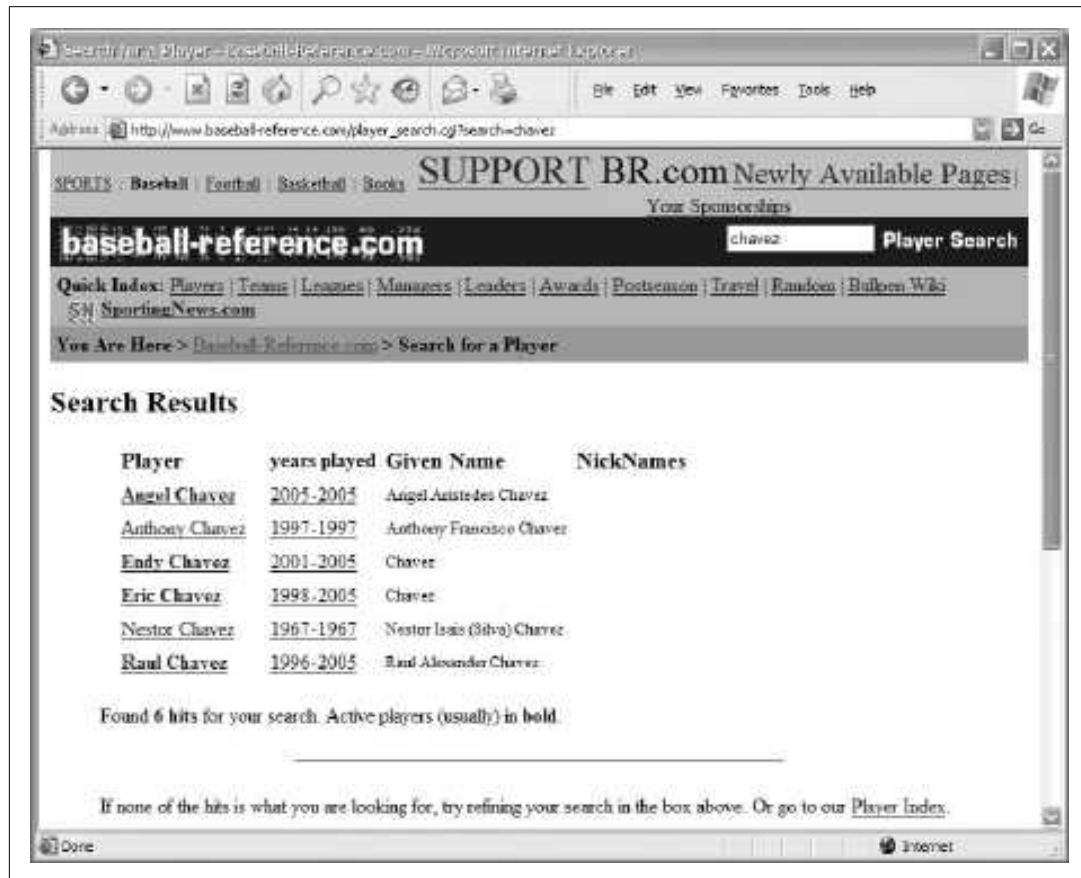 Search for a Player - Baseball-Reference.com - Microsoft Internet Explorer
File Edit View Favorites Tools Help
Address http://www.baseball-reference.com/player_search.cgi?search=chavez Go
SPORTS : Baseball | Football | Basketball | Books SUPPORT BR.com Newly Available Pages |
Your Sponsorships
baseball-reference.com chavez Player Search
Quick Index: Players | Teams | Leagues | Managers | Leaders | Awards | Postseason | Travel | Random | Bullpen Wiki
SN SportingNews.com
You Are Here > Baseball-Reference.com > Search for a Player
Search Results
Player years played Given Name NickNames
Angel Chavez 2005-2005 Angel Aristedes Chavez
Anthony Chavez 1997-1997 Anthony Francisco Chavez
Endy Chavez 2001-2005 Chavez
Eric Chavez 1998-2005 Chavez
Nestor Chavez 1967-1967 Nestor Isais (Silva) Chavez
Raul Chavez 1996-2005 Raul Alexander Chavez
Found 6 hits for your search. Active players (usually) in bold.
If none of the hits is what you are looking for, try refining your search in the box above. Or go to our Player Index.
Done Internet